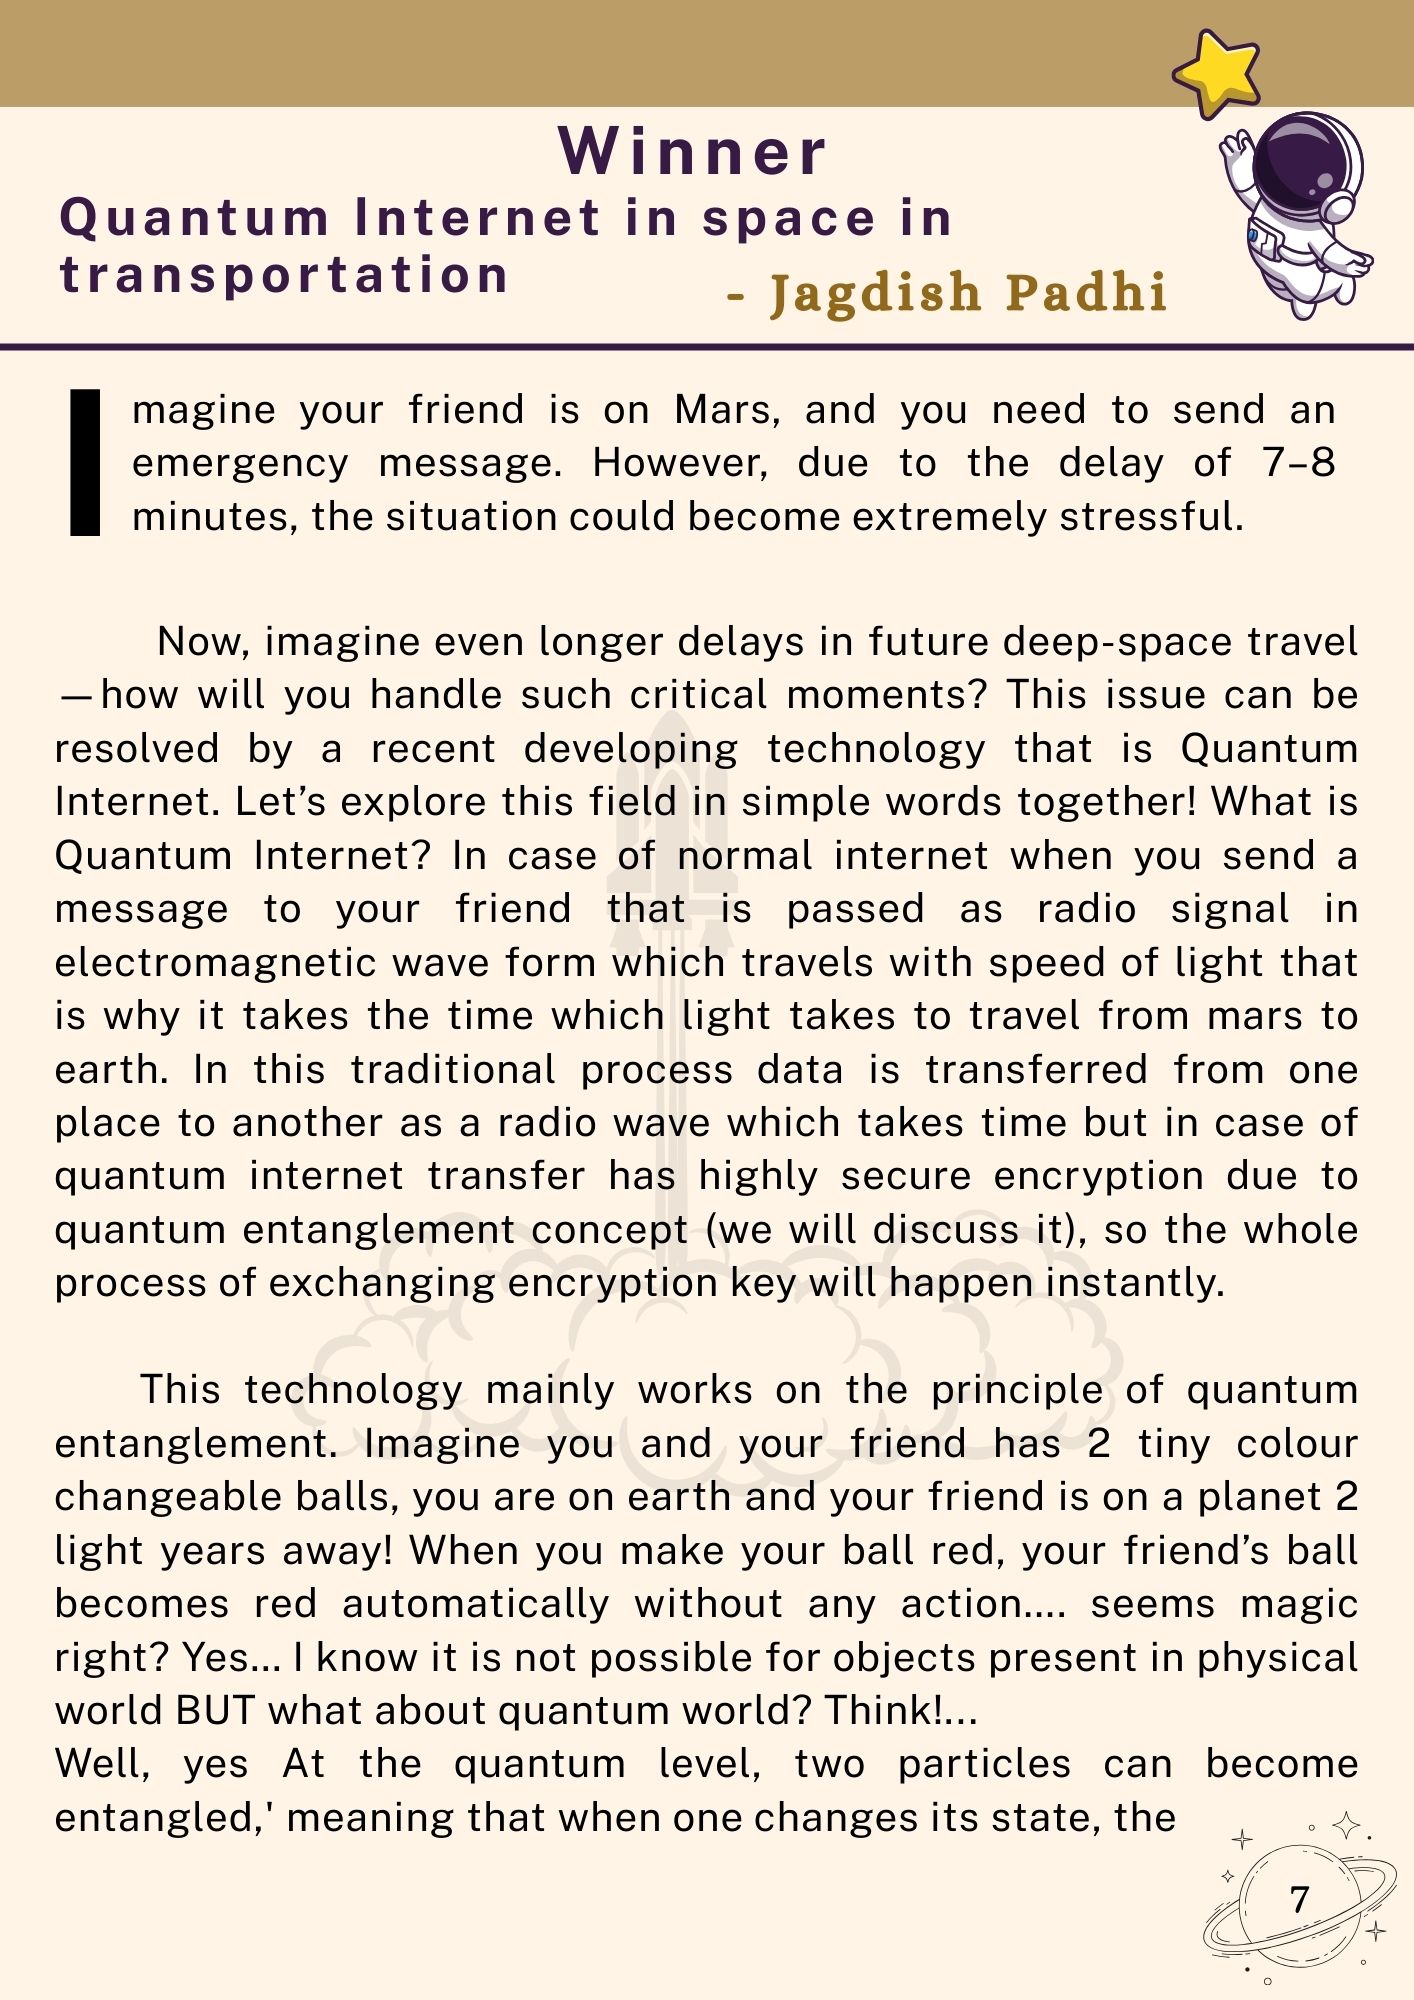 Winner
Quantum Internet in space in
transportation
- Jagdish Padhi
Imagine your friend is on Mars, and you need to send an
emergency message. However, due to the delay of 7–8
minutes, the situation could become extremely stressful.
Now, imagine even longer delays in future deep-space travel
—how will you handle such critical moments? This issue can be
resolved by a recent developing technology that is Quantum
Internet. Let’s explore this field in simple words together! What is
Quantum Internet? In case of normal internet when you send a
message to your friend that is passed as radio signal in
electromagnetic wave form which travels with speed of light that
is why it takes the time which light takes to travel from mars to
earth. In this traditional process data is transferred from one
place to another as a radio wave which takes time but in case of
quantum internet transfer has highly secure encryption due to
quantum entanglement concept (we will discuss it), so the whole
process of exchanging encryption key will happen instantly.
This technology mainly works on the principle of quantum
entanglement. Imagine you and your friend has 2 tiny colour
changeable balls, you are on earth and your friend is on a planet 2
light years away! When you make your ball red, your friend’s ball
becomes red automatically without any action.... seems magic
right? Yes... I know it is not possible for objects present in physical
world BUT what about quantum world? Think!...
Well, yes At the quantum level, two particles can become
entangled,' meaning that when one changes its state, the
7